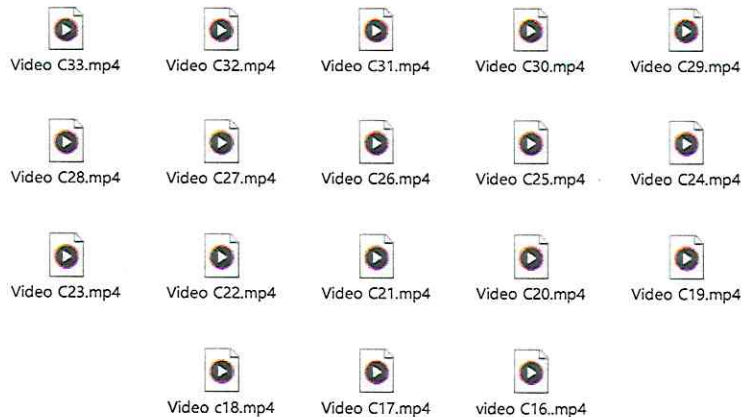 Video C33.mp4 Video C32.mp4 Video C31.mp4 Video C30.mp4 Video C29.mp4
Video C28.mp4 Video C27.mp4 Video C26.mp4 Video C25.mp4 Video C24.mp4
Video C23.mp4 Video C22.mp4 Video C21.mp4 Video C20.mp4 Video C19.mp4
Video c18.mp4 Video C17.mp4 video C16..mp4